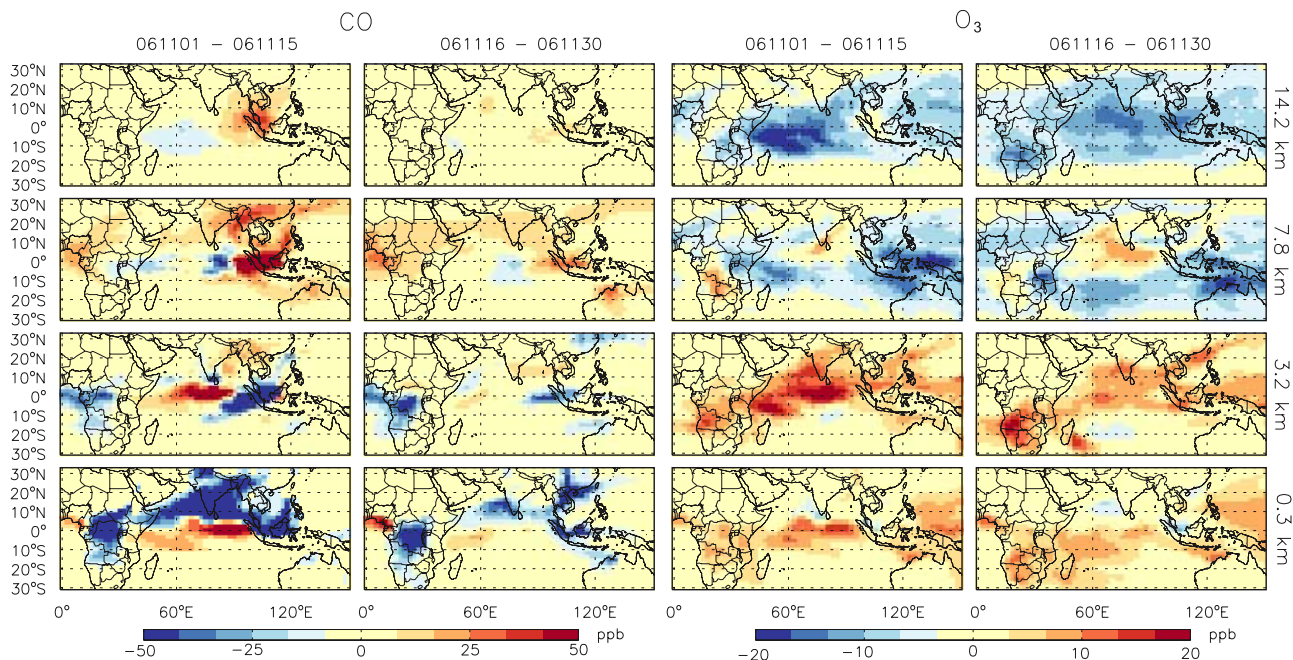 CO O₃
061101 – 061115 061116 – 061130 061101 – 061115 061116 – 061130
30°N
20°N
10°N
0°
10°S
20°S
30°S
14.2 km
30°N
20°N
10°N
0°
10°S
20°S
30°S
7.8 km
30°N
20°N
10°N
0°
10°S
20°S
30°S
3.2 km
30°N
20°N
10°N
0°
10°S
20°S
30°S
0.3 km
0° 60°E 120°E 0° 60°E 120°E 0° 60°E 120°E 0° 60°E 120°E
ppb ppb
−50 −25 0 25 50 −20 −10 0 10 20